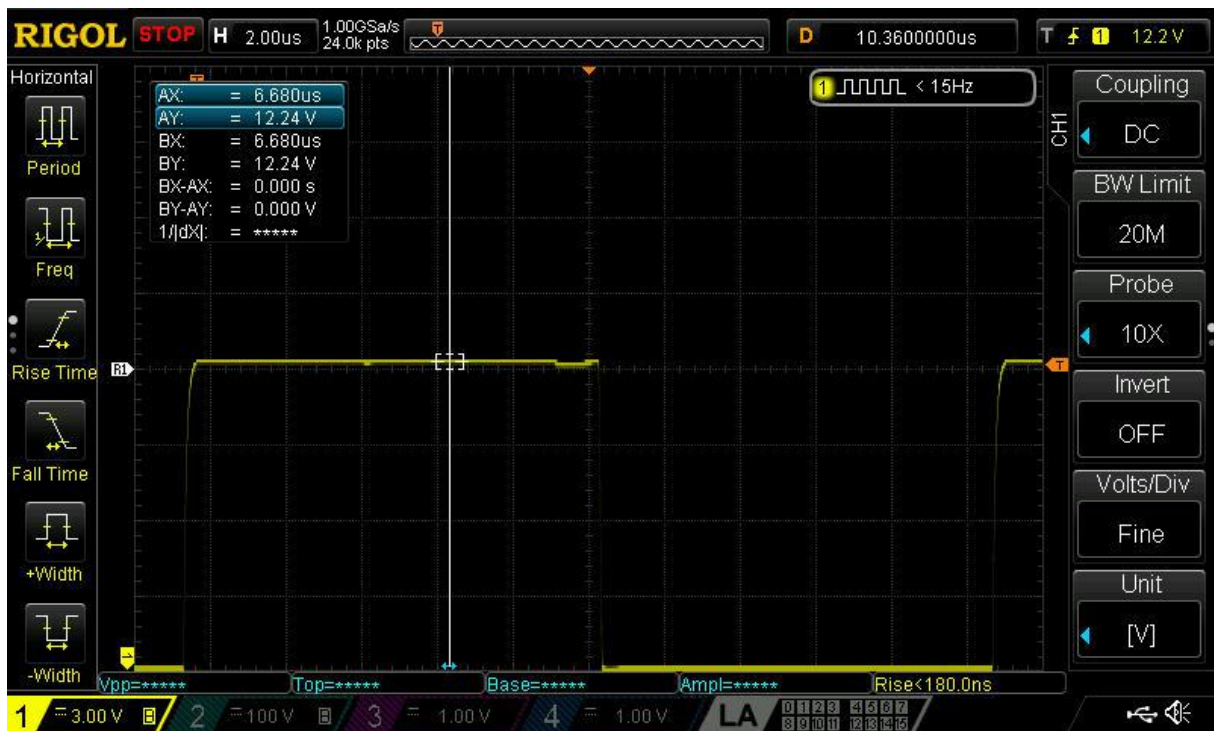 RIGOL STOP H 2.00us 1.00GSa/s
24.0k pts
T
D 10.3600000us
T 1 12.2 V
Horizontal
Period
Freq
Rise Time
Fall Time
+Width
-Width
AX: = 6.680us
AY: = 12.24 V
BX: = 6.680us
BY: = 12.24 V
BX-AX: = 0.000 s
BY-AY: = 0.000 V
1/|dX|: = *****
1 < 15Hz
R1
T
CH1
Coupling
DC
BW Limit
20M
Probe
10X
Invert
OFF
Volts/Div
Fine
Unit
[V]
Vpp=***** Top=***** Base=***** Ampl=***** Rise<180.0ns
1 3.00 V B 2 100 V B 3 1.00 V 4 1.00 V LA 0 1 2 3 4 5 6 7
8 9 10 11 12 13 14 15